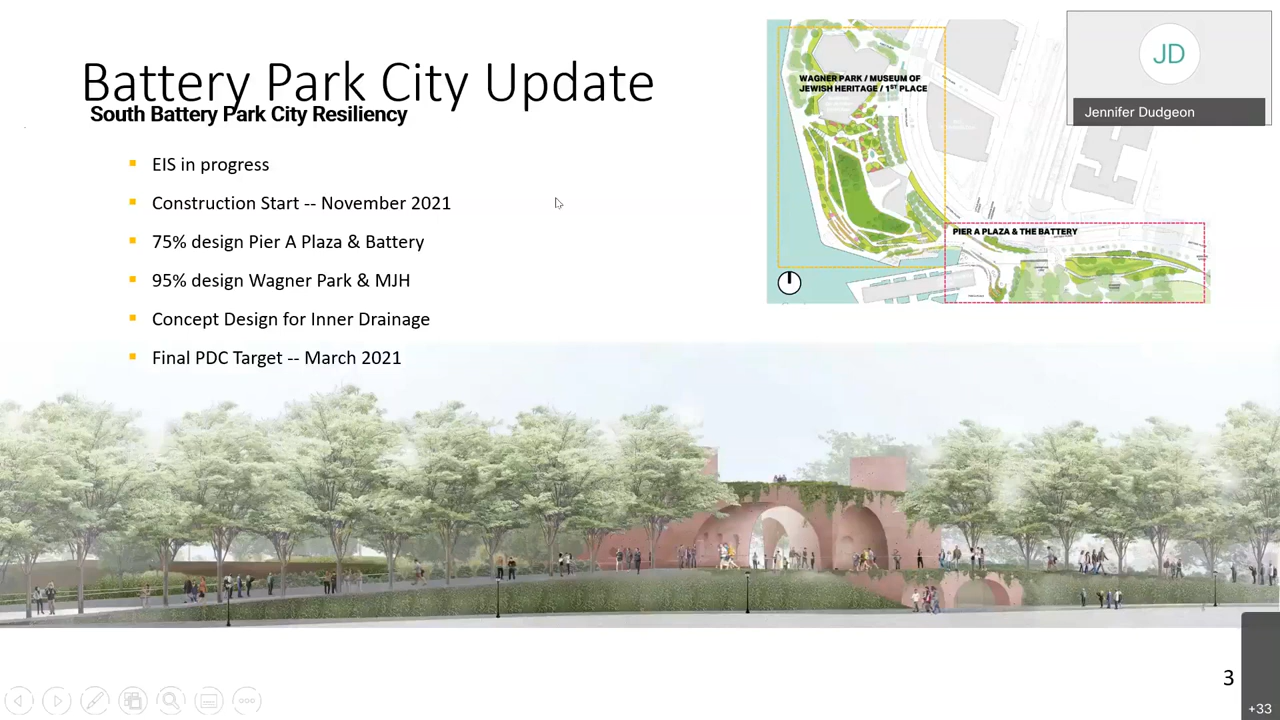 Battery Park City Update
South Battery Park City Resiliency
EIS in progress
Construction Start -- November 2021
75% design Pier A Plaza & Battery
95% design Wagner Park & MJH
Concept Design for Inner Drainage
Final PDC Target -- March 2021
WAGNER PARK / MUSEUM OF
JEWISH HERITAGE / 1ST PLACE
PIER A PLAZA & THE BATTERY
JD
Jennifer Dudgeon
3
+33